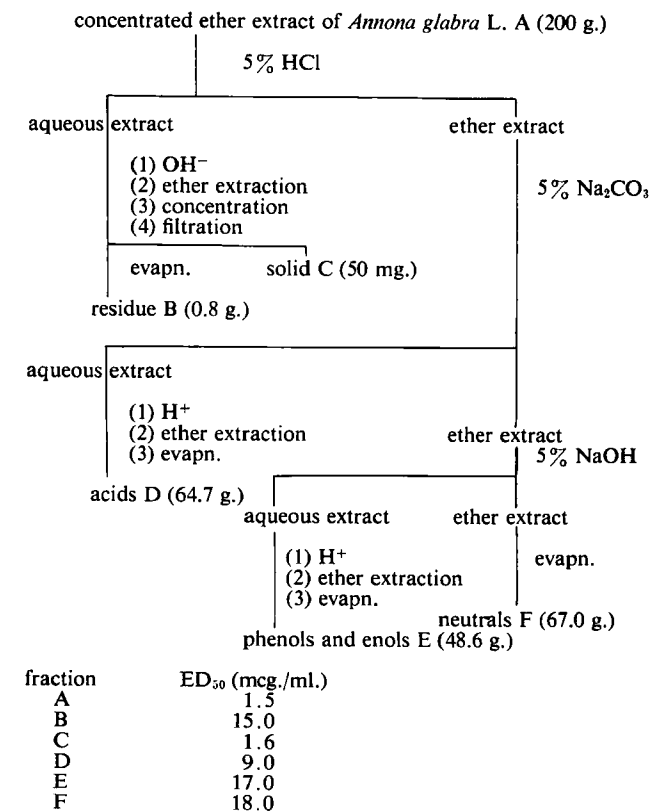 concentrated ether extract of Annona glabra L. A (200 g.)
5% HCl
aqueous extract
ether extract
(1) OH⁻
(2) ether extraction
(3) concentration
(4) filtration
5% Na₂CO₃
evapn.
solid C (50 mg.)
residue B (0.8 g.)
aqueous extract
(1) H⁺
(2) ether extraction
(3) evapn.
ether extract
5% NaOH
acids D (64.7 g.)
aqueous extract
ether extract
(1) H⁺
(2) ether extraction
(3) evapn.
evapn.
neutrals F (67.0 g.)
phenols and enols E (48.6 g.)
fraction ED₅₀ (mcg./ml.)
A 1.5
B 15.0
C 1.6
D 9.0
E 17.0
F 18.0